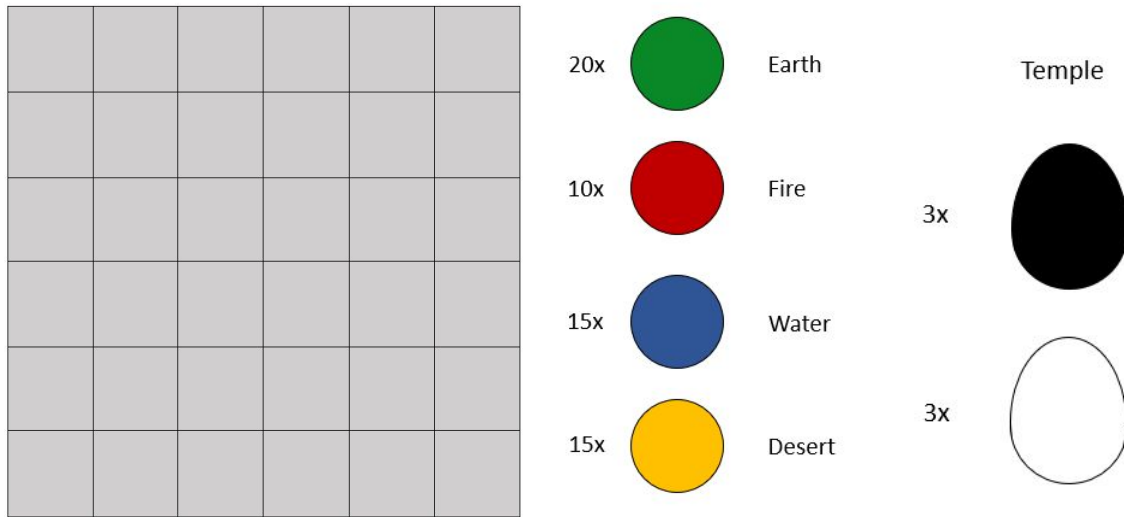 20x Earth
10x Fire
15x Water
15x Desert
Temple
3x
3x